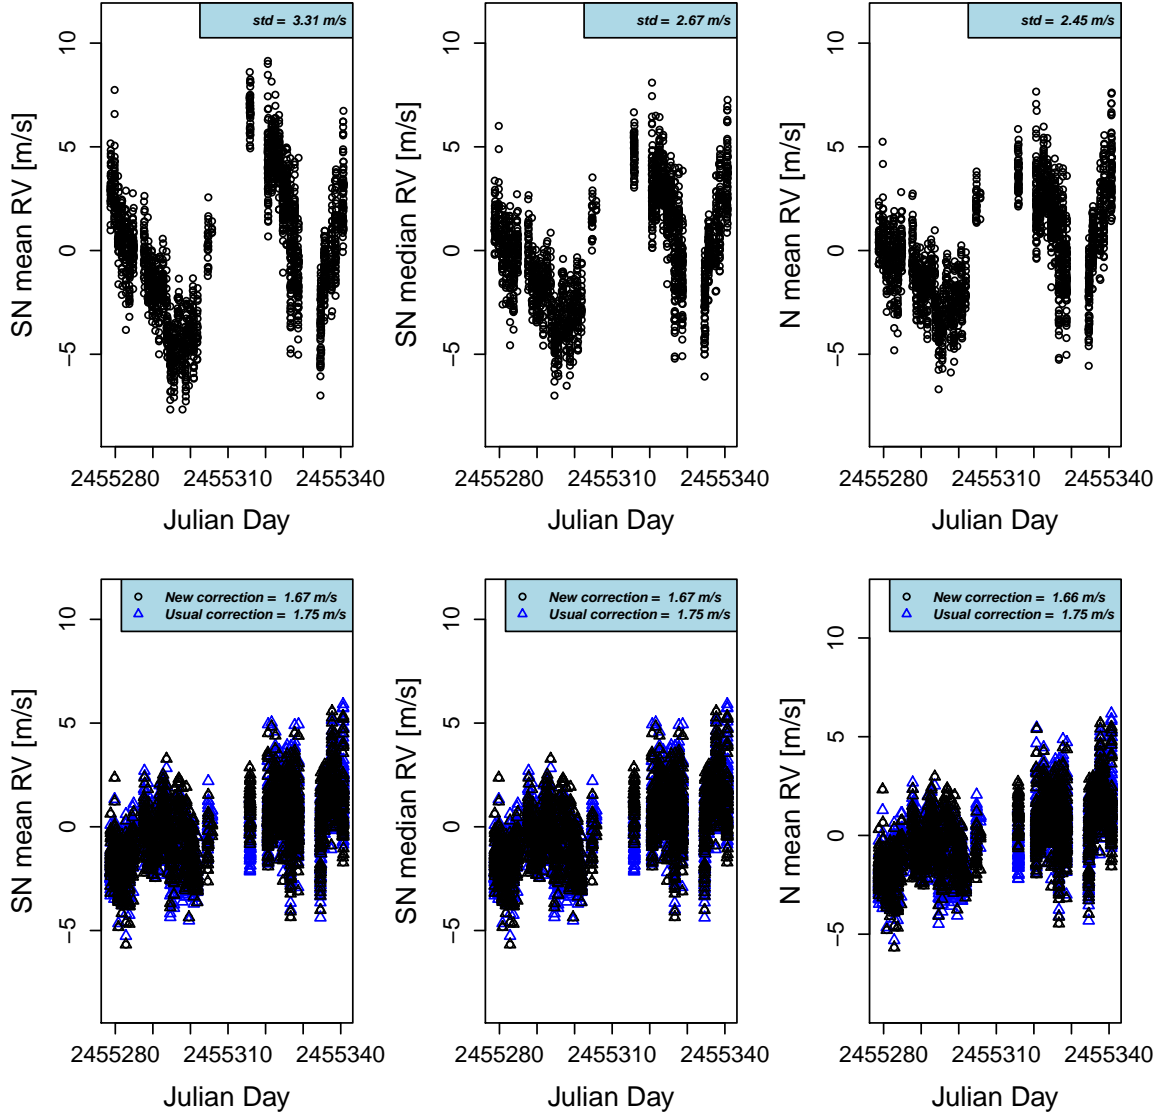 std = 3.31 m/s
10
5
0
−5
SN mean RV [m/s]
2455280 2455310 2455340
Julian Day
std = 2.67 m/s
10
5
0
−5
SN median RV [m/s]
2455280 2455310 2455340
Julian Day
std = 2.45 m/s
10
5
0
−5
N mean RV [m/s]
2455280 2455310 2455340
Julian Day
New correction = 1.67 m/s
Usual correction = 1.75 m/s
10
5
0
−5
SN mean RV [m/s]
2455280 2455310 2455340
Julian Day
New correction = 1.67 m/s
Usual correction = 1.75 m/s
10
5
0
−5
SN median RV [m/s]
2455280 2455310 2455340
Julian Day
New correction = 1.66 m/s
Usual correction = 1.75 m/s
10
5
0
−5
N mean RV [m/s]
2455280 2455310 2455340
Julian Day